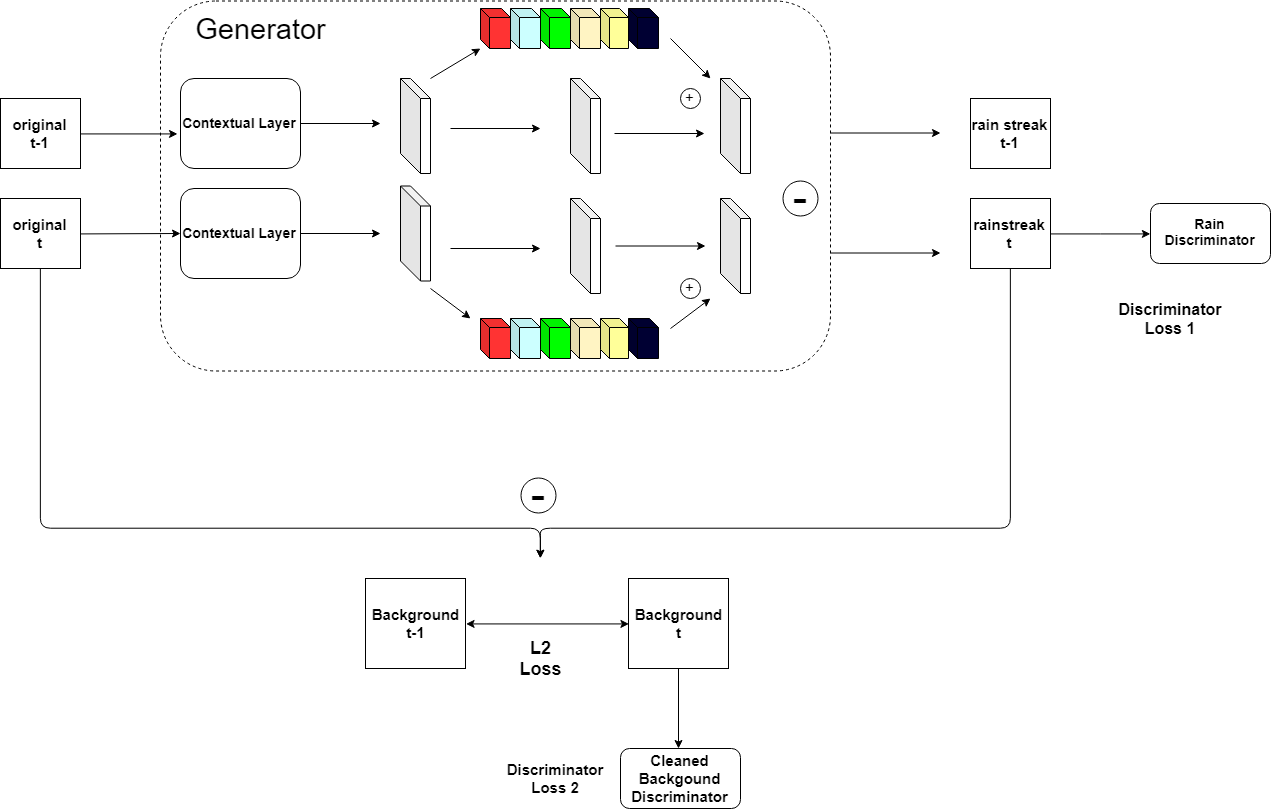 Generator
original
t-1
Contextual Layer
+
rain streak
t-1
original
t
Contextual Layer
-
rainstreak
t
Rain
Discriminator
+
Discriminator
Loss 1
-
Background
t-1
Background
t
L2
Loss
Discriminator
Loss 2
Cleaned
Backgound
Discriminator